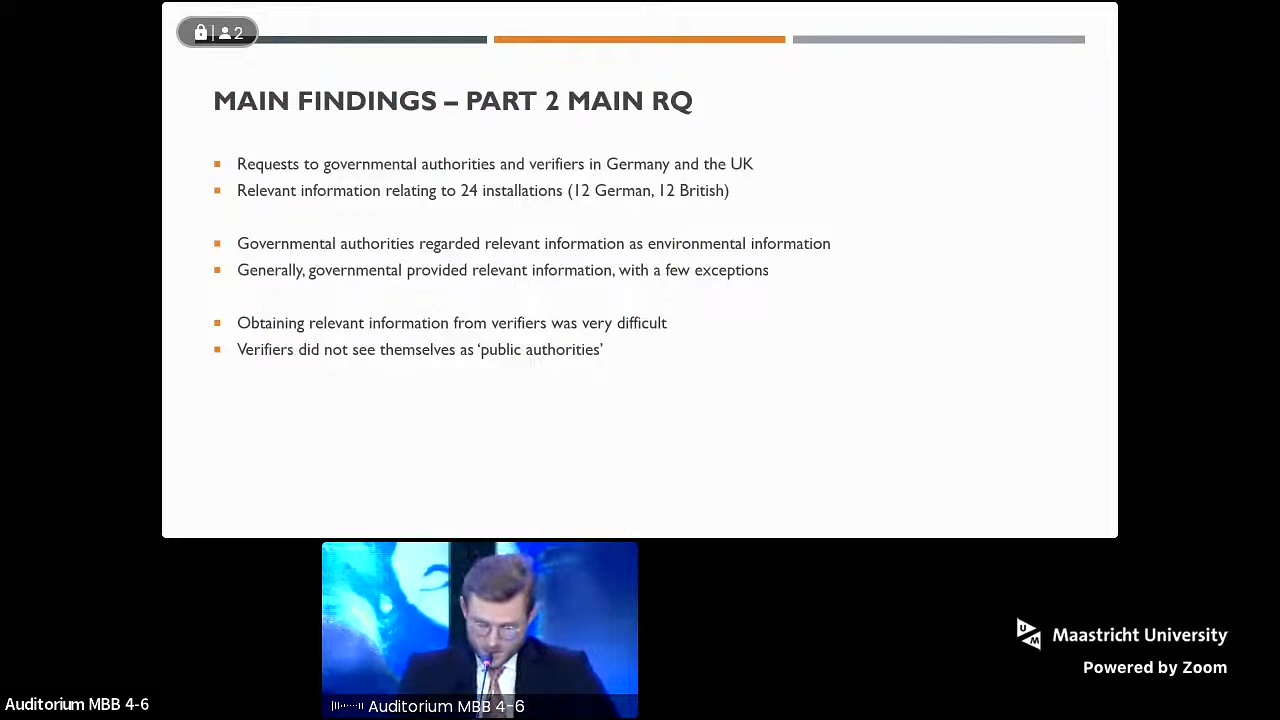 2
MAIN FINDINGS – PART 2 MAIN RQ
Requests to governmental authorities and verifiers in Germany and the UK
Relevant information relating to 24 installations (12 German, 12 British)
Governmental authorities regarded relevant information as environmental information
Generally, governmental provided relevant information, with a few exceptions
Obtaining relevant information from verifiers was very difficult
Verifiers did not see themselves as ‘public authorities’
UM
Maastricht University
Powered by Zoom
Auditorium MBB 4-6
Auditorium MBB 4-6